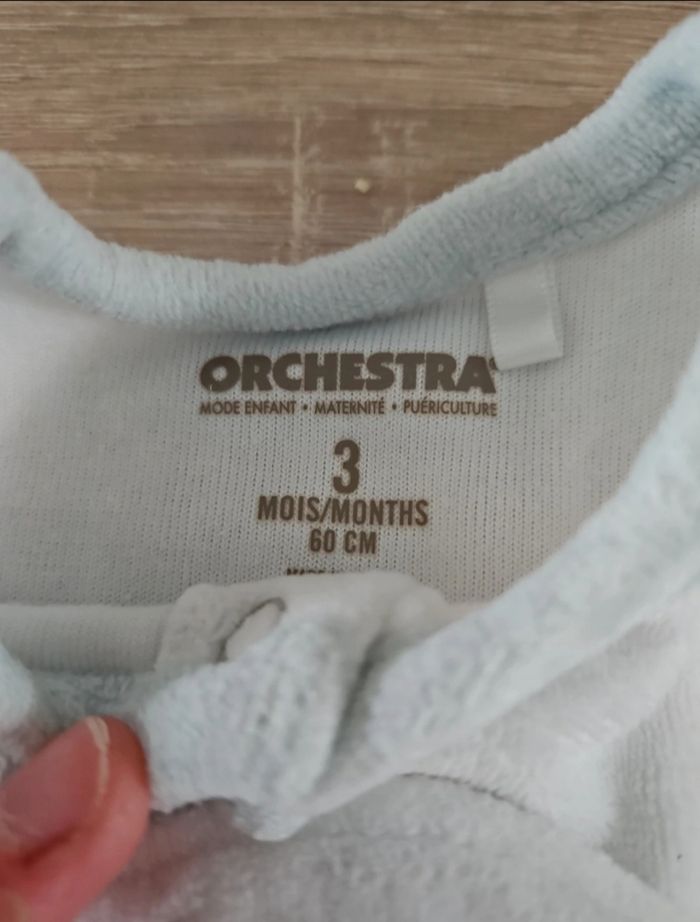 ORCHESTRA
MODE ENFANT • MATERNITÉ • PUÉRICULTURE
3
MOIS/MONTHS
60 CM